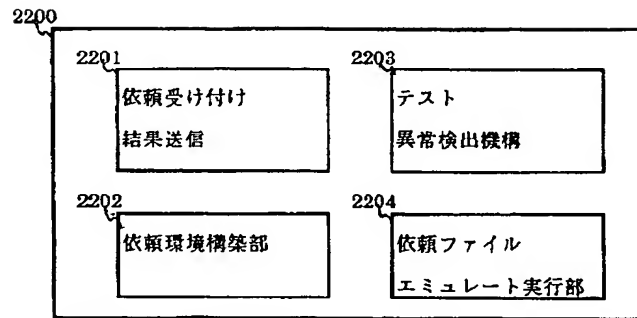 2200
2201
依頼受け付け
結果送信
2203
テスト
異常検出機構
2202
依頼環境構築部
2204
依頼ファイル
エミュレート実行部